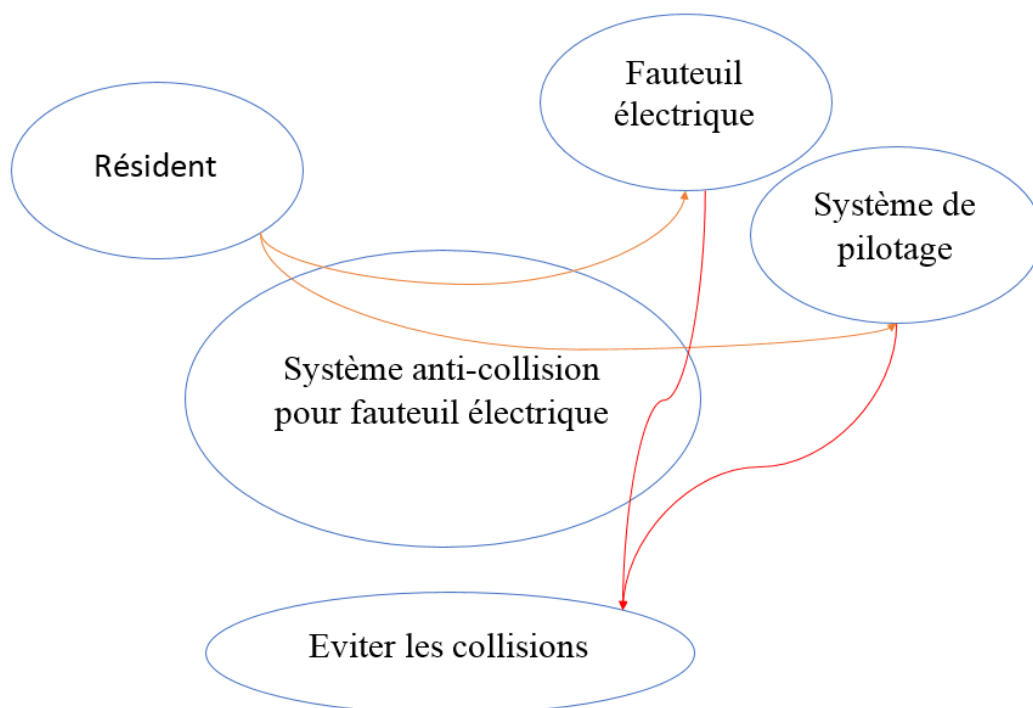 Fauteuil
électrique
Résident
Système de
pilotage
Système anti-collision
pour fauteuil électrique
Eviter les collisions